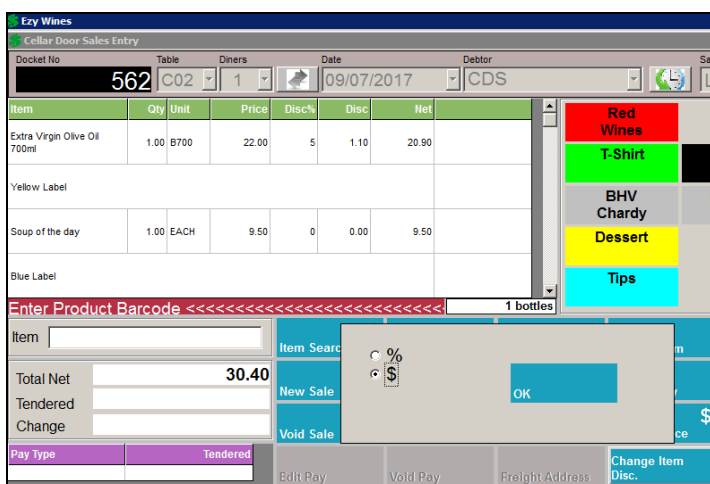 Ezy Wines
Cellar Door Sales Entry
Docket No Table Diners Date Debtor Sa
562 C02 1 09/07/2017 CDS L
Item Qty Unit Price Disc% Disc Net
Extra Virgin Olive Oil
700ml 1.00 B700 22.00 5 1.10 20.90
Yellow Label
Soup of the day 1.00 EACH 9.50 0 0.00 9.50
Blue Label
Red
Wines
T-Shirt
BHV
Chardy
Dessert
Tips
Enter Product Barcode <<<<<<<<<<<<<<<<<<<<<<<<<< 1 bottles
Item
Total Net 30.40
Tendered
Change
Pay Type Tendered
Item Searc
New Sale
Void Sale
%
$
OK
m
y
$
ce
Edit Pay Void Pay Freight Address
Change Item
Disc.